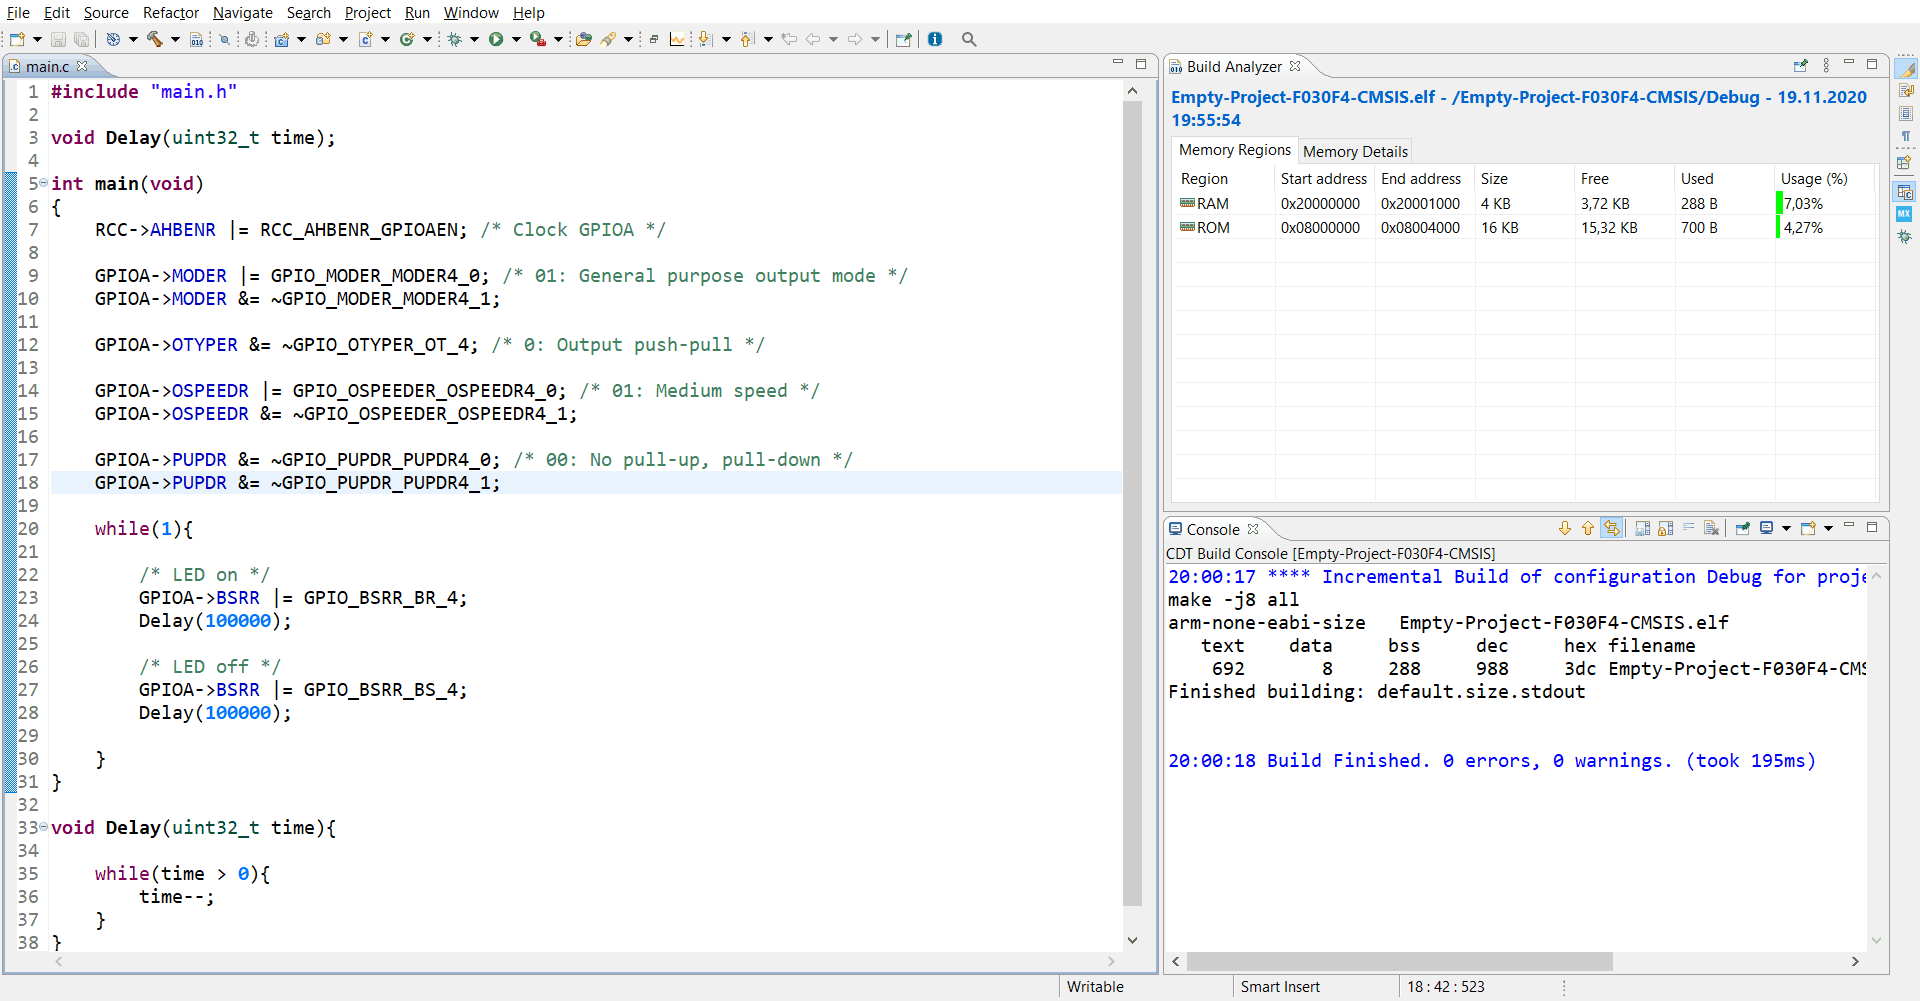 File Edit Source Refactor Navigate Search Project Run Window Help
main.c
1 #include "main.h"
2
3 void Delay(uint32_t time);
4
5 int main(void)
6 {
7 RCC->AHBENR |= RCC_AHBENR_GPIOAEN; /* Clock GPIOA */
8
9 GPIOA->MODER |= GPIO_MODER_MODER4_0; /* 01: General purpose output mode */
10 GPIOA->MODER &= ~GPIO_MODER_MODER4_1;
11
12 GPIOA->OTYPER &= ~GPIO_OTYPER_OT_4; /* 0: Output push-pull */
13
14 GPIOA->OSPEEDR |= GPIO_OSPEEDER_OSPEEDR4_0; /* 01: Medium speed */
15 GPIOA->OSPEEDR &= ~GPIO_OSPEEDER_OSPEEDR4_1;
16
17 GPIOA->PUPDR &= ~GPIO_PUPDR_PUPDR4_0; /* 00: No pull-up, pull-down */
18 GPIOA->PUPDR &= ~GPIO_PUPDR_PUPDR4_1;
19
20 while(1){
21
22 /* LED on */
23 GPIOA->BSRR |= GPIO_BSRR_BR_4;
24 Delay(100000);
25
26 /* LED off */
27 GPIOA->BSRR |= GPIO_BSRR_BS_4;
28 Delay(100000);
29
30 }
31 }
32
33 void Delay(uint32_t time){
34
35 while(time > 0){
36 time--;
37 }
38 }
Build Analyzer
Empty-Project-F030F4-CMSIS.elf - /Empty-Project-F030F4-CMSIS/Debug - 19.11.2020
19:55:54
Memory Regions Memory Details
Region Start address End address Size Free Used Usage (%)
RAM 0x20000000 0x20001000 4 KB 3,72 KB 288 B 7,03%
ROM 0x08000000 0x08004000 16 KB 15,32 KB 700 B 4,27%
MX
Console
CDT Build Console [Empty-Project-F030F4-CMSIS]
20:00:17 **** Incremental Build of configuration Debug for proje
make -j8 all
arm-none-eabi-size Empty-Project-F030F4-CMSIS.elf
text data bss dec hex filename
692 8 288 988 3dc Empty-Project-F030F4-CMS
Finished building: default.size.stdout
20:00:18 Build Finished. 0 errors, 0 warnings. (took 195ms)
Writable Smart Insert 18 : 42 : 523